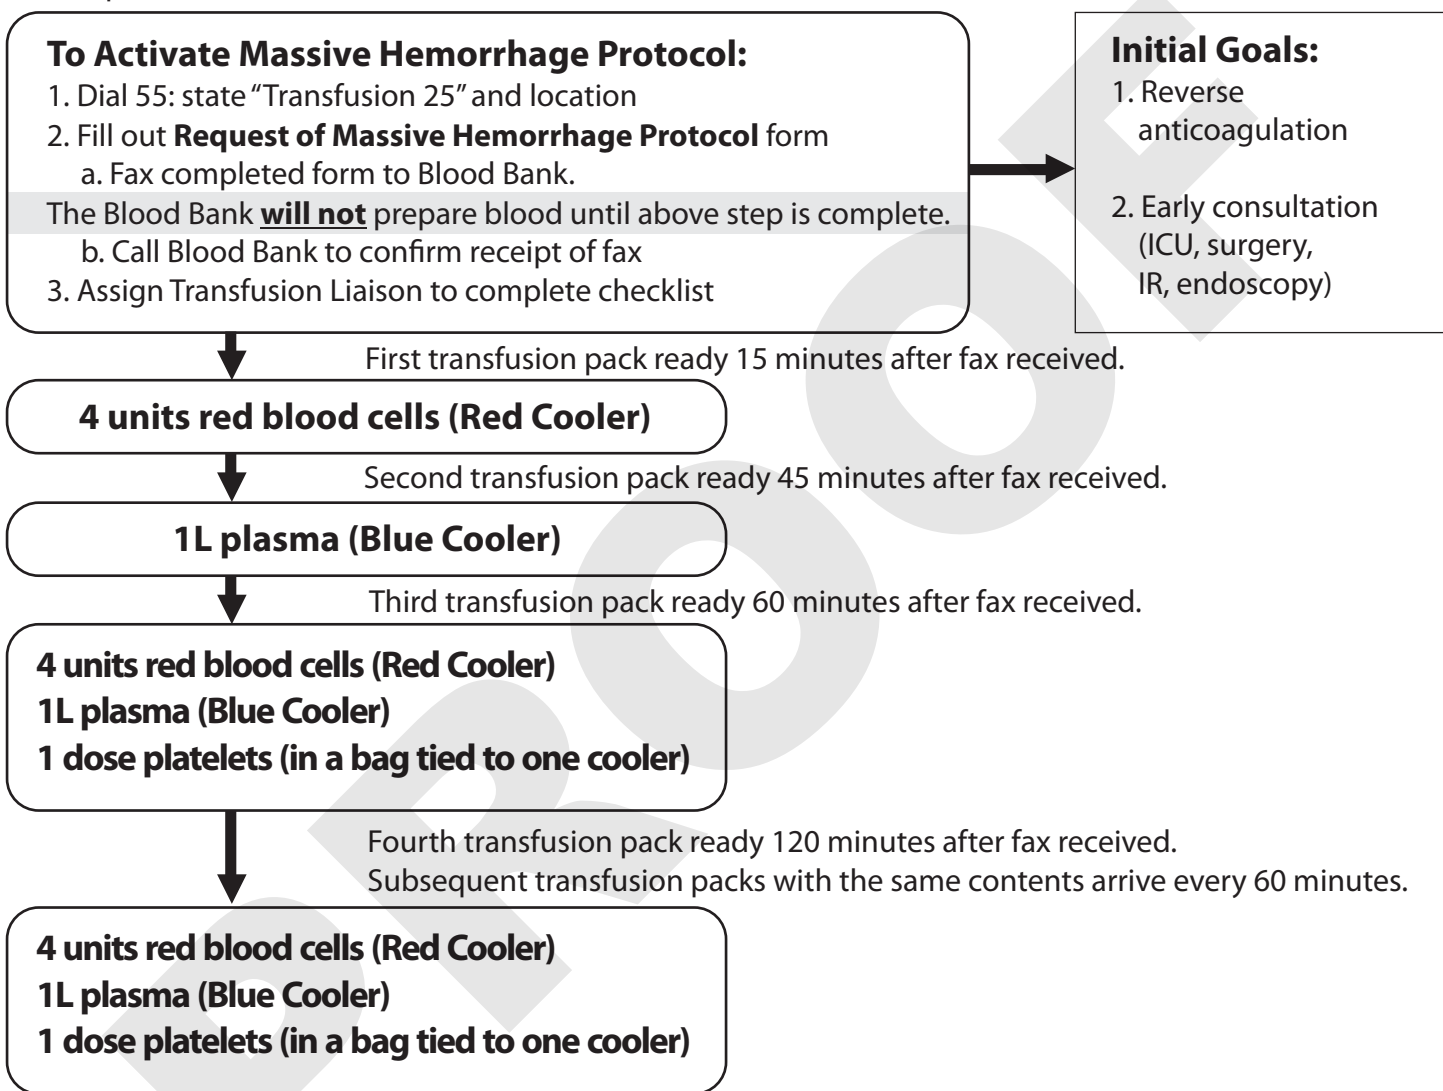 To Activate Massive Hemorrhage Protocol:
1. Dial 55: state “Transfusion 25” and location
2. Fill out Request of Massive Hemorrhage Protocol form
a. Fax completed form to Blood Bank.
The Blood Bank will not prepare blood until above step is complete.
b. Call Blood Bank to confirm receipt of fax
3. Assign Transfusion Liaison to complete checklist
Initial Goals:
1. Reverse
anticoagulation
2. Early consultation
(ICU, surgery,
IR, endoscopy)
First transfusion pack ready 15 minutes after fax received.
4 units red blood cells (Red Cooler)
Second transfusion pack ready 45 minutes after fax received.
1L plasma (Blue Cooler)
Third transfusion pack ready 60 minutes after fax received.
4 units red blood cells (Red Cooler)
1L plasma (Blue Cooler)
1 dose platelets (in a bag tied to one cooler)
Fourth transfusion pack ready 120 minutes after fax received.
Subsequent transfusion packs with the same contents arrive every 60 minutes.
4 units red blood cells (Red Cooler)
1L plasma (Blue Cooler)
1 dose platelets (in a bag tied to one cooler)
PROOF